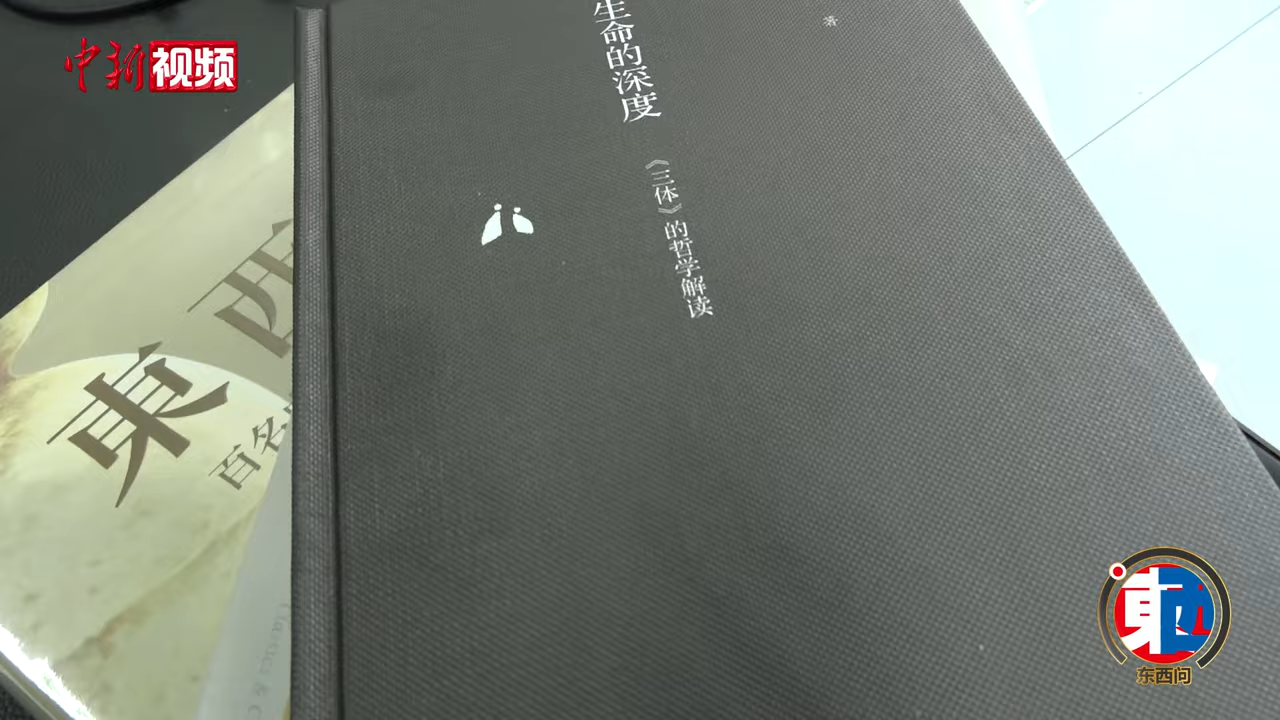 中新视频
生命的深度
《三体》的哲学解读
著
東西
百名
東西
东西问